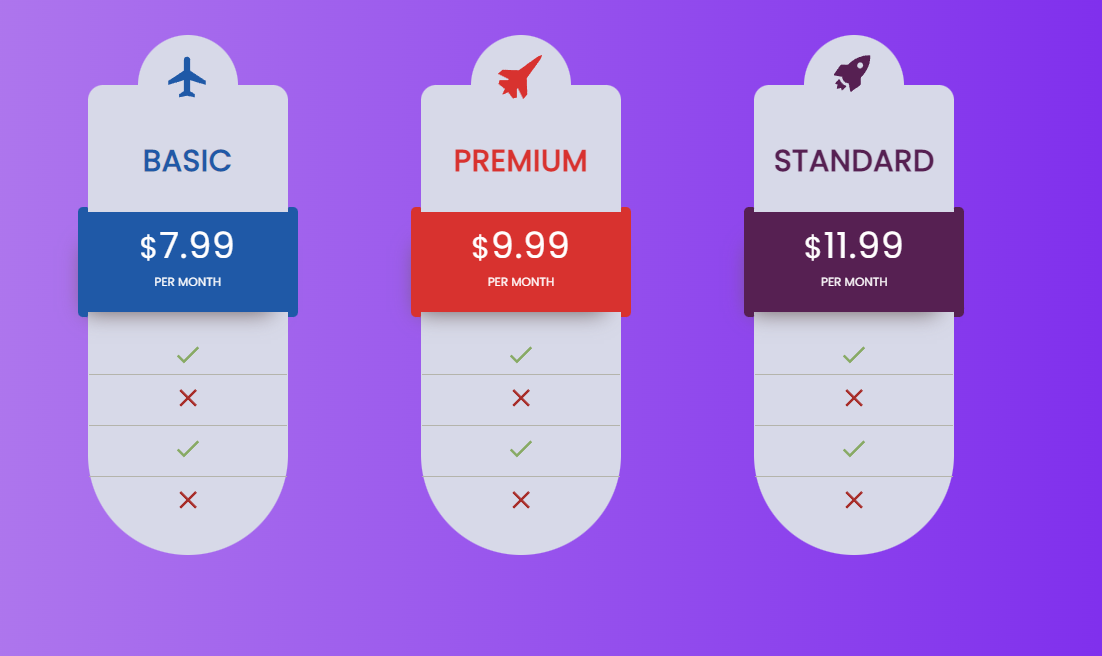 BASIC
$7.99
PER MONTH
PREMIUM
$9.99
PER MONTH
STANDARD
$11.99
PER MONTH